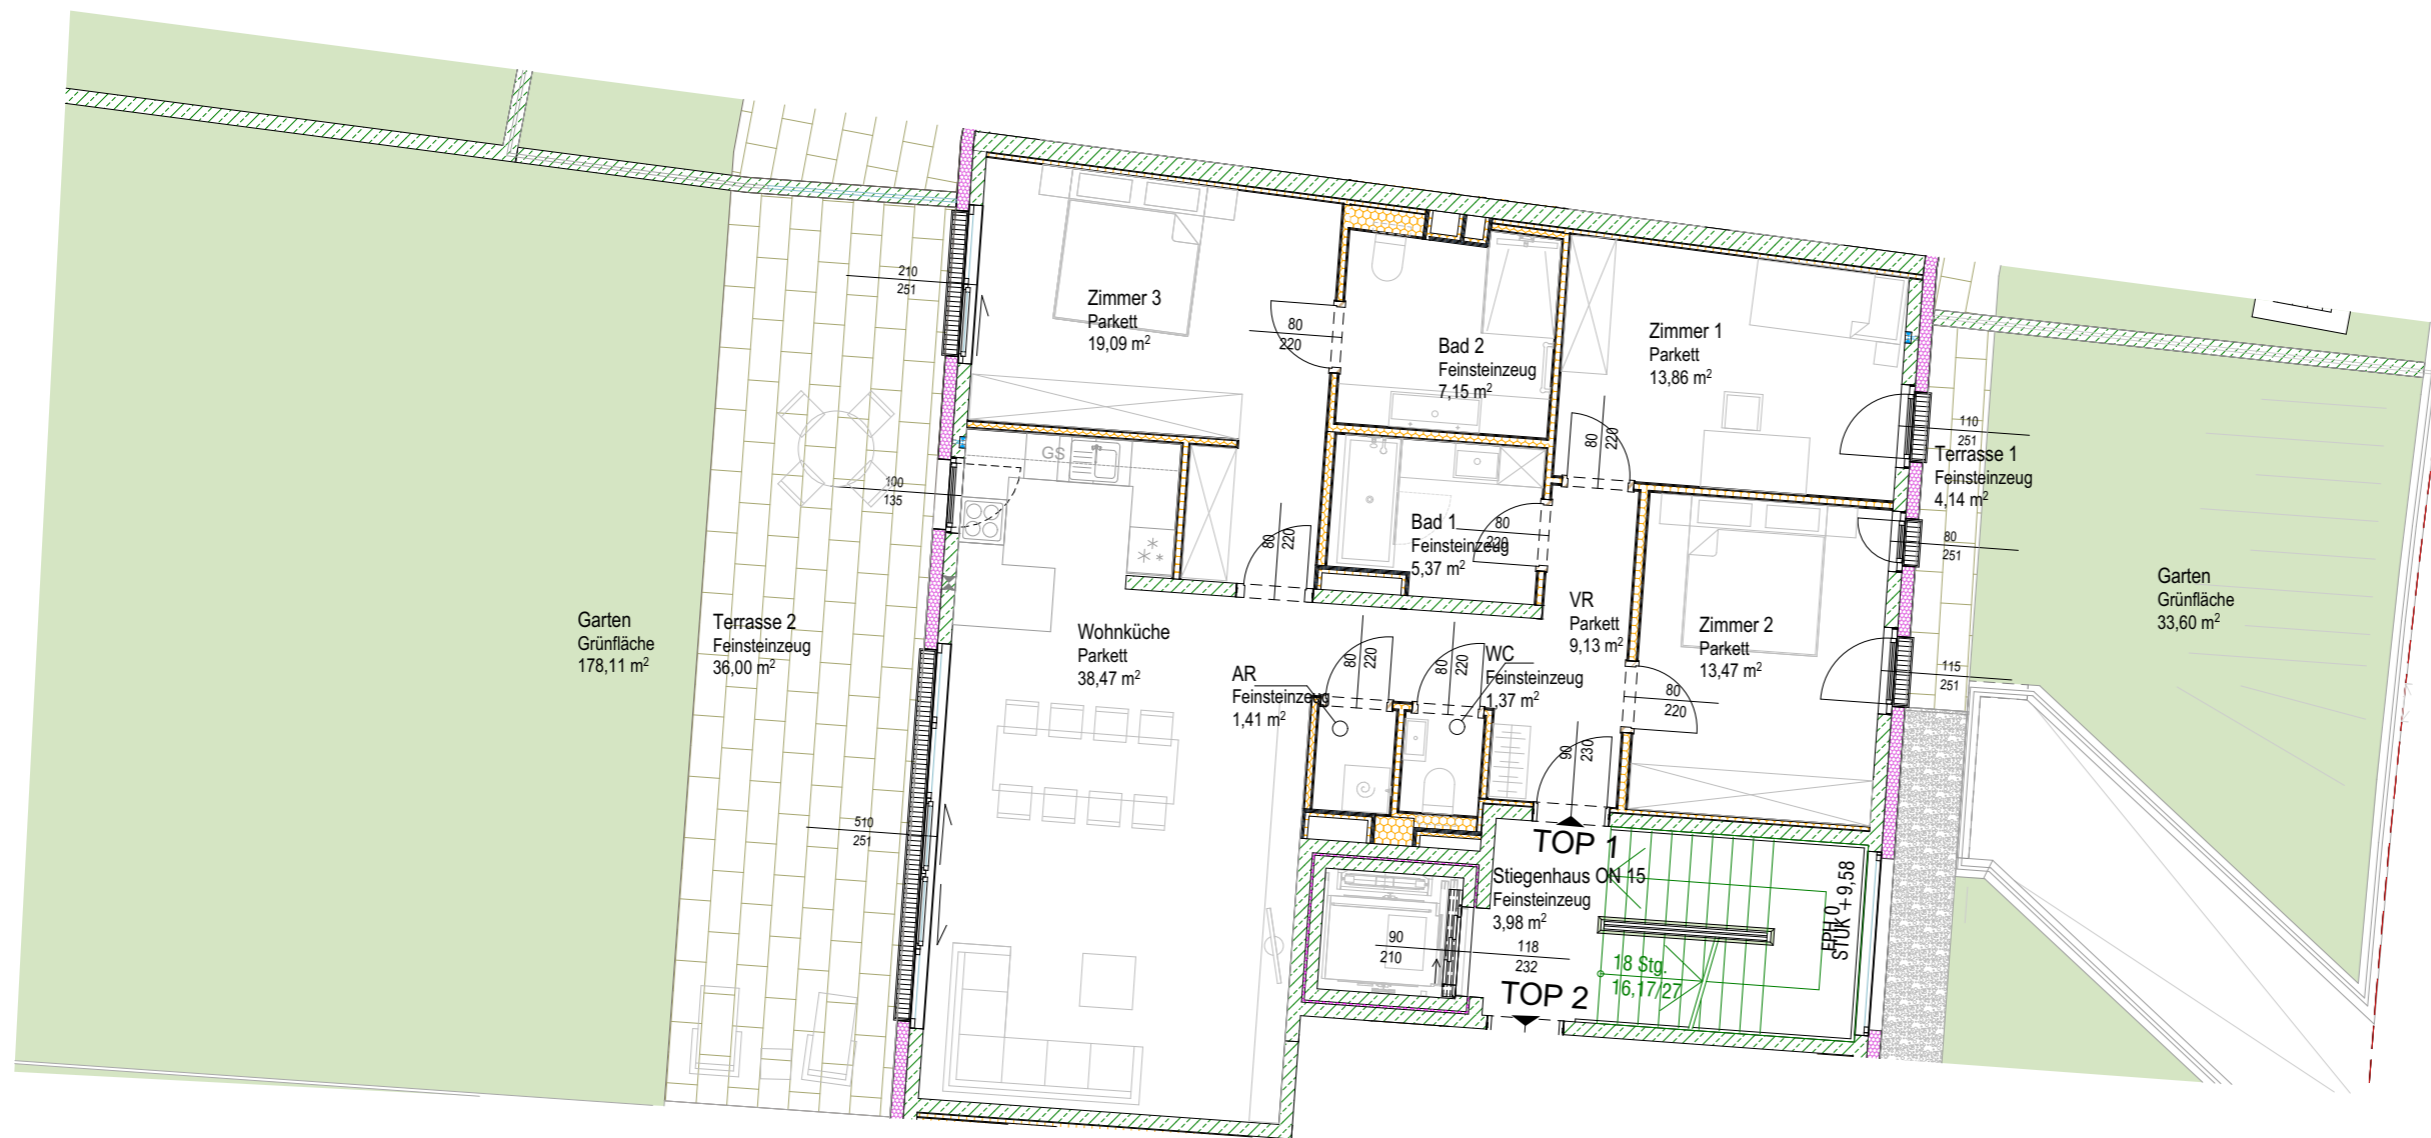 210
251
Zimmer 3
Parkett
19,09 m²
80
220
Bad 2
Feinsteinzeug
7,15 m²
Zimmer 1
Parkett
13,86 m²
80
220
110
251
Terrasse 1
Feinsteinzeug
4,14 m²
GS
100
135
80
220
Bad 1
Feinsteinzeug
5,37 m²
80
220
80
251
Garten
Grünfläche
178,11 m²
Terrasse 2
Feinsteinzeug
36,00 m²
Wohnküche
Parkett
38,47 m²
AR
Feinsteinzeug
1,41 m²
80
220
80
220
WC
Feinsteinzeug
1,37 m²
VR
Parkett
9,13 m²
Zimmer 2
Parkett
13,47 m²
80
220
115
251
Garten
Grünfläche
33,60 m²
90
230
510
251
TOP 1
Stiegenhaus ON 15
Feinsteinzeug
3,98 m²
90
210
118
232
TOP 2
18 Stg.
16,17/27
FPH 0
STUK +9,58